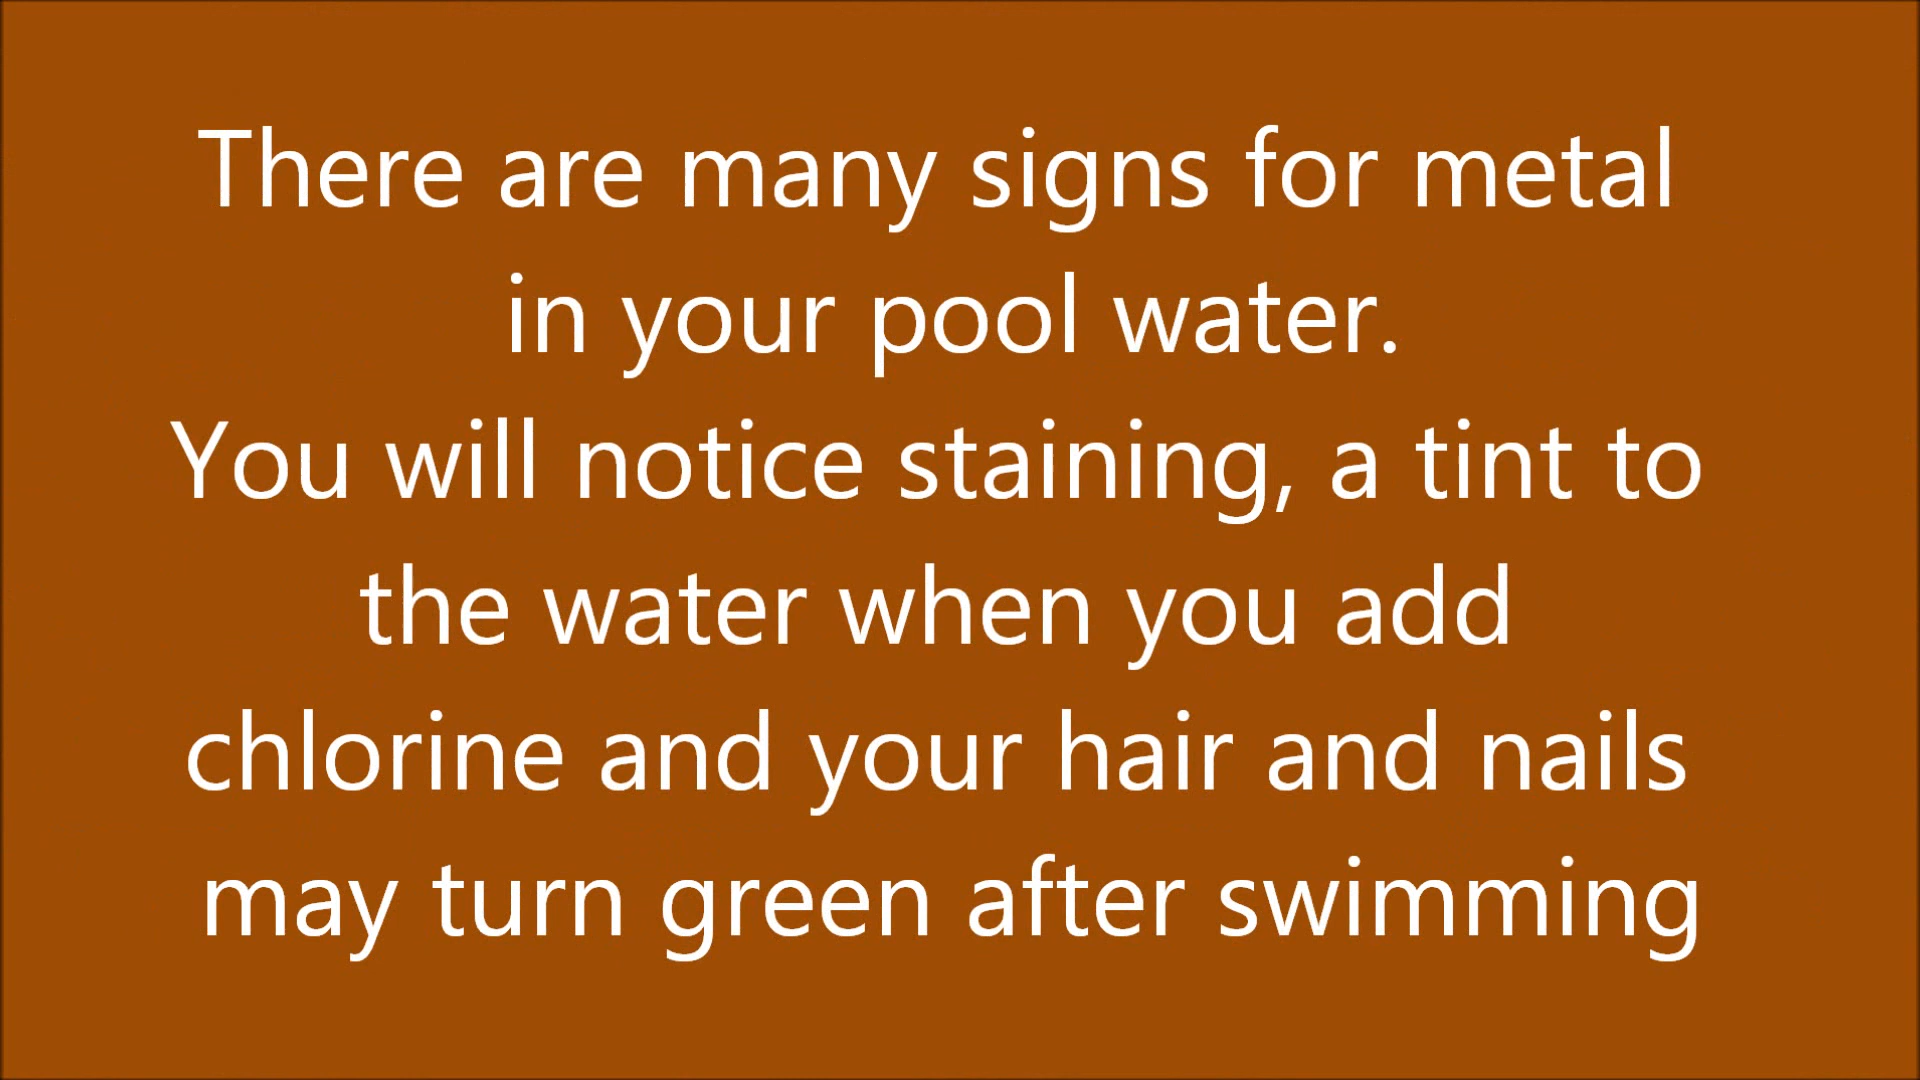 There are many signs for metal
in your pool water.
You will notice staining, a tint to
the water when you add
chlorine and your hair and nails
may turn green after swimming